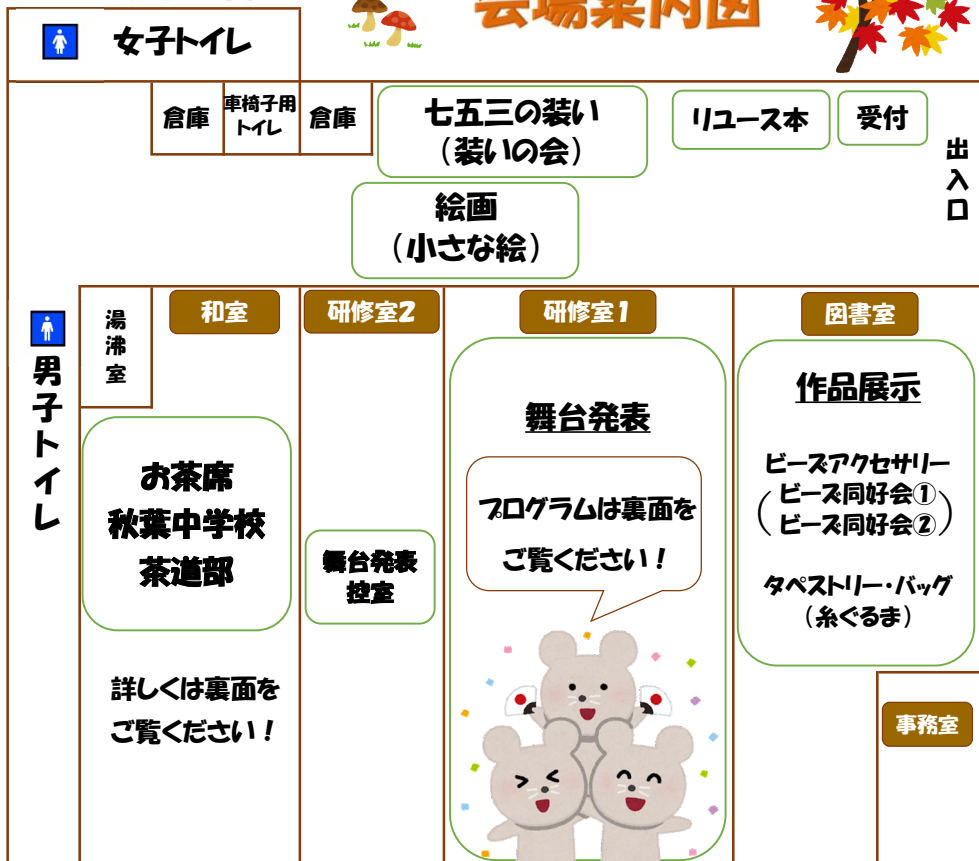 会場案内図
女子トイレ
倉庫
車椅子用
トイレ
倉庫
七五三の装い
（装いの会）
リユース本
受付
出入口
絵画
（小さな絵）
男子トイレ
湯沸室
和室
研修室2
研修室1
図書室
お茶席
秋葉中学校
茶道部
詳しくは裏面を
ご覧ください！
舞台発表
控室
舞台発表
プログラムは裏面を
ご覧ください！
作品展示
ビーズアクセサリー
（ビーズ同好会①
ビーズ同好会②）
タペストリー・バッグ
（糸ぐるま）
事務室